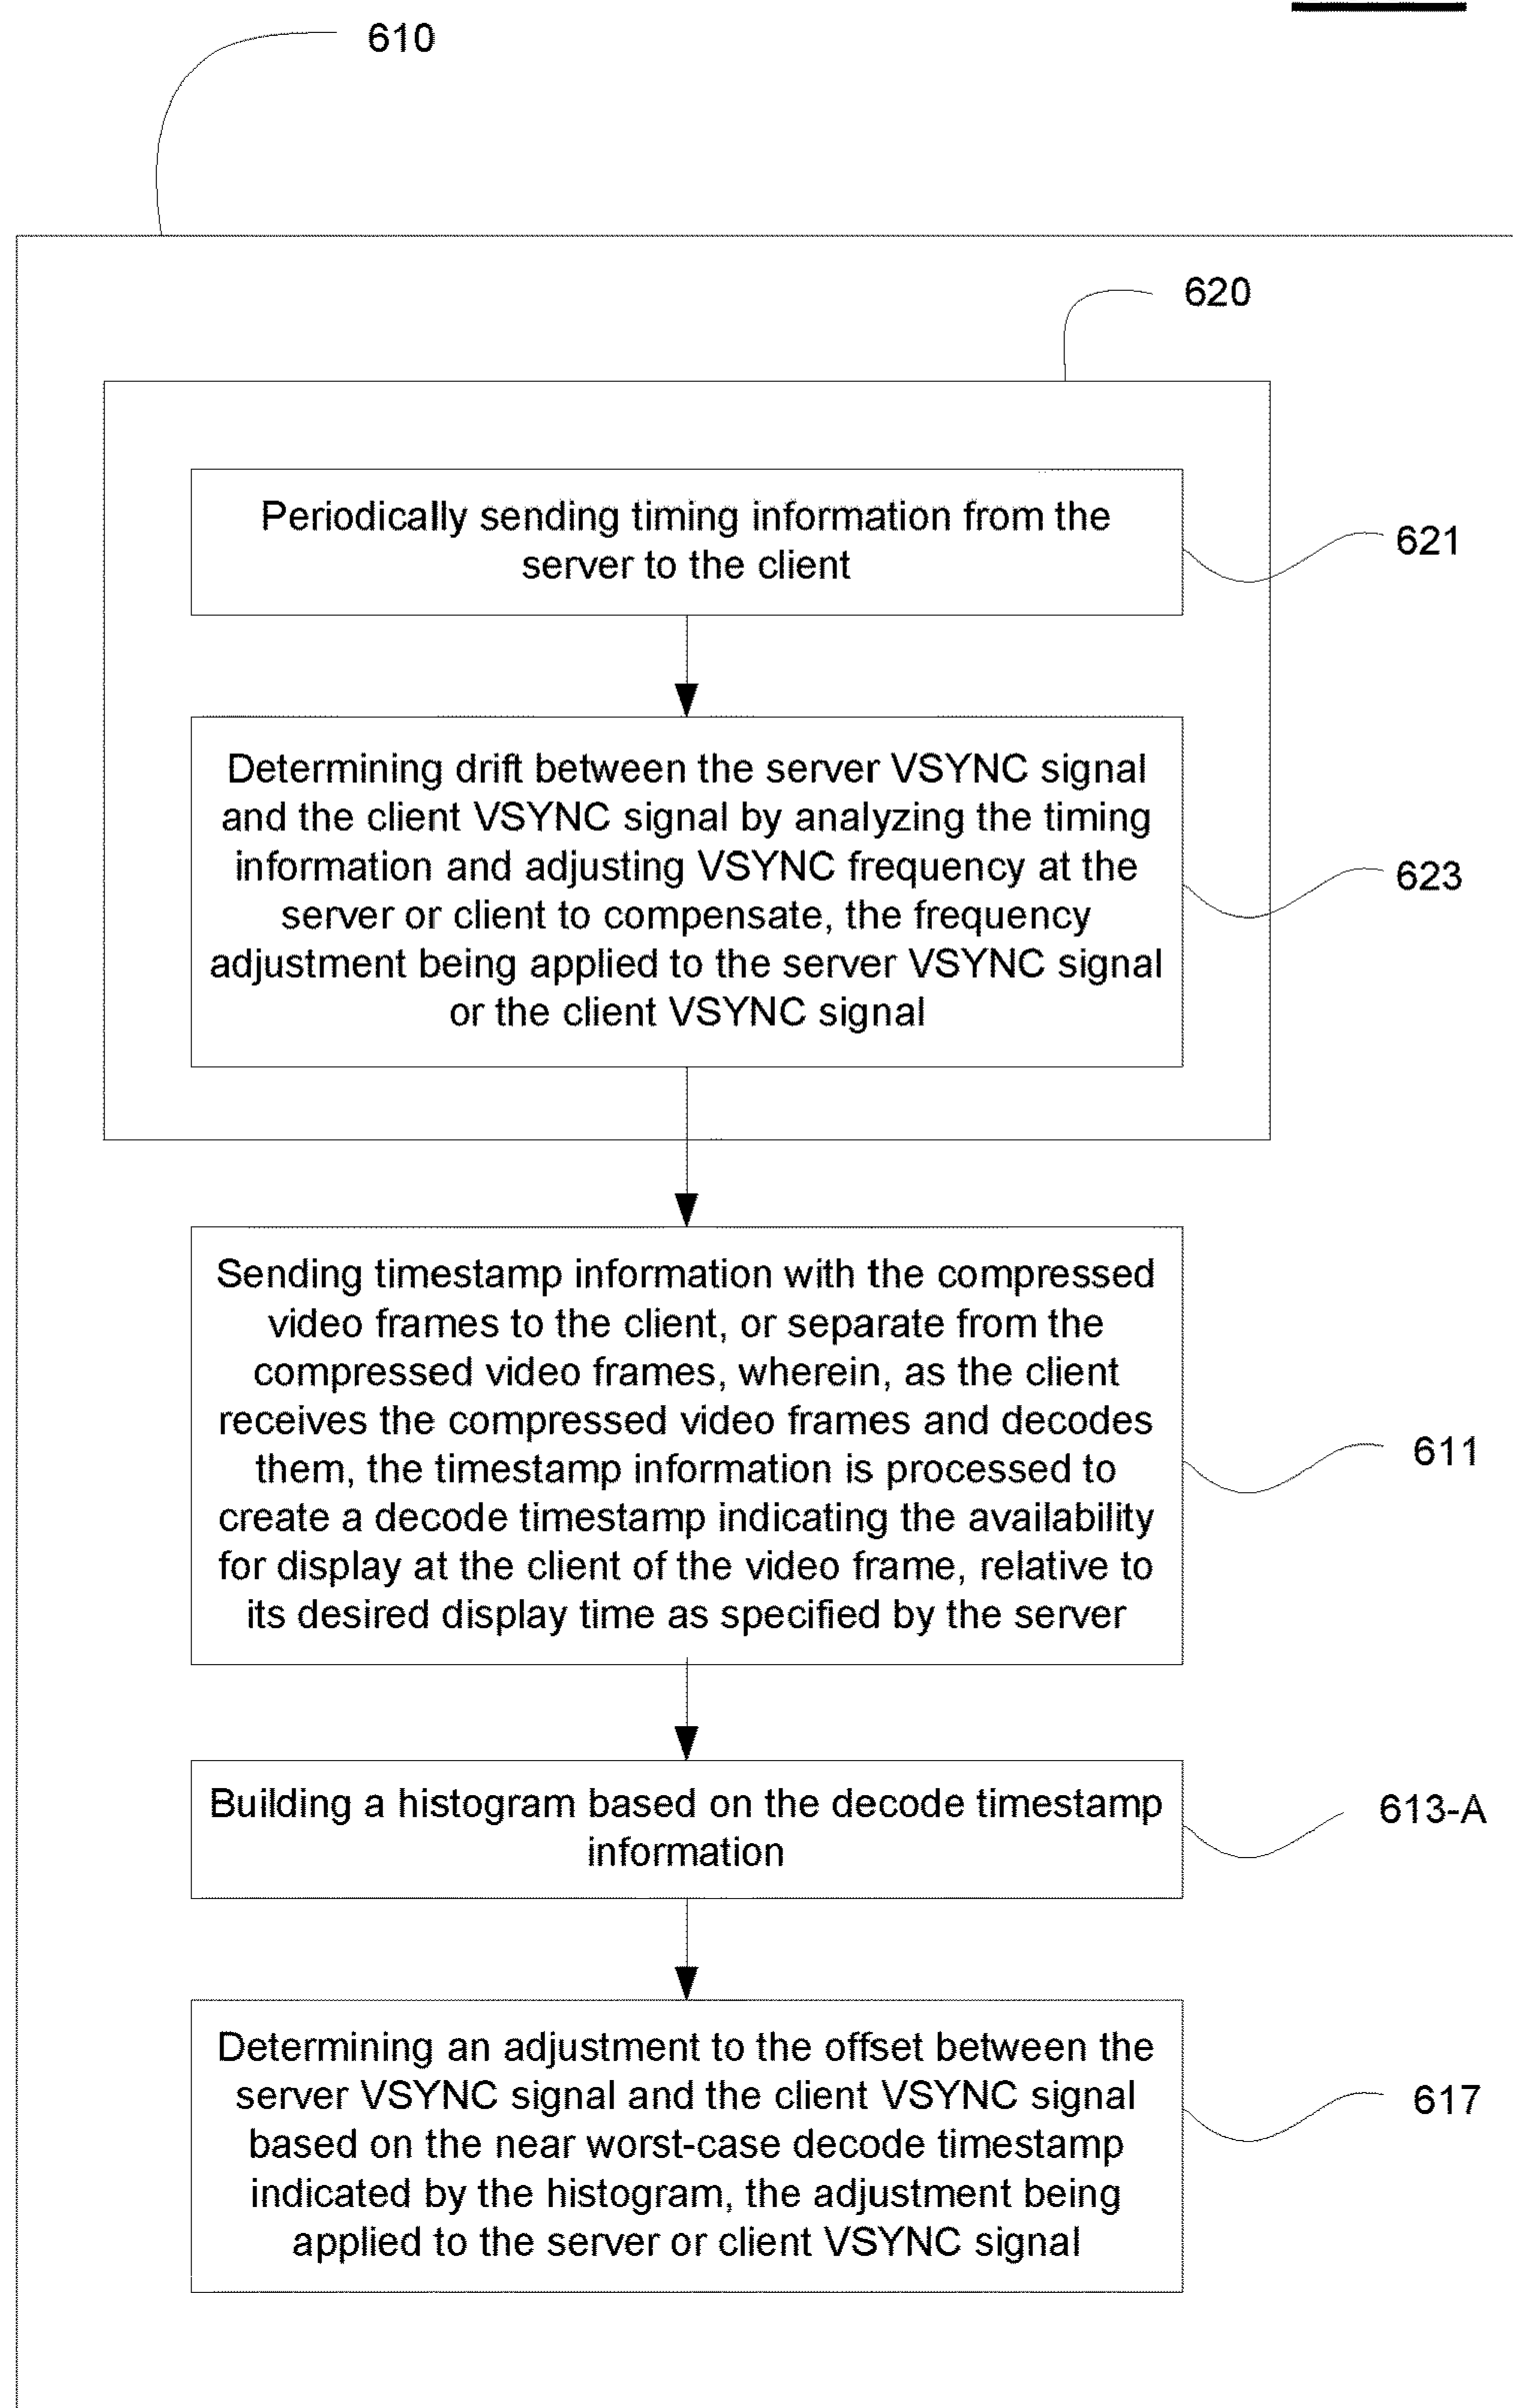 610
620
Periodically sending timing information from the
server to the client
621
Determining drift between the server VSYNC signal
and the client VSYNC signal by analyzing the timing
information and adjusting VSYNC frequency at the
server or client to compensate, the frequency
adjustment being applied to the server VSYNC signal
or the client VSYNC signal
623
Sending timestamp information with the compressed
video frames to the client, or separate from the
compressed video frames, wherein, as the client
receives the compressed video frames and decodes
them, the timestamp information is processed to
create a decode timestamp indicating the availability
for display at the client of the video frame, relative to
its desired display time as specified by the server
611
Building a histogram based on the decode timestamp
information
613-A
Determining an adjustment to the offset between the
server VSYNC signal and the client VSYNC signal
based on the near worst-case decode timestamp
indicated by the histogram, the adjustment being
applied to the server or client VSYNC signal
617